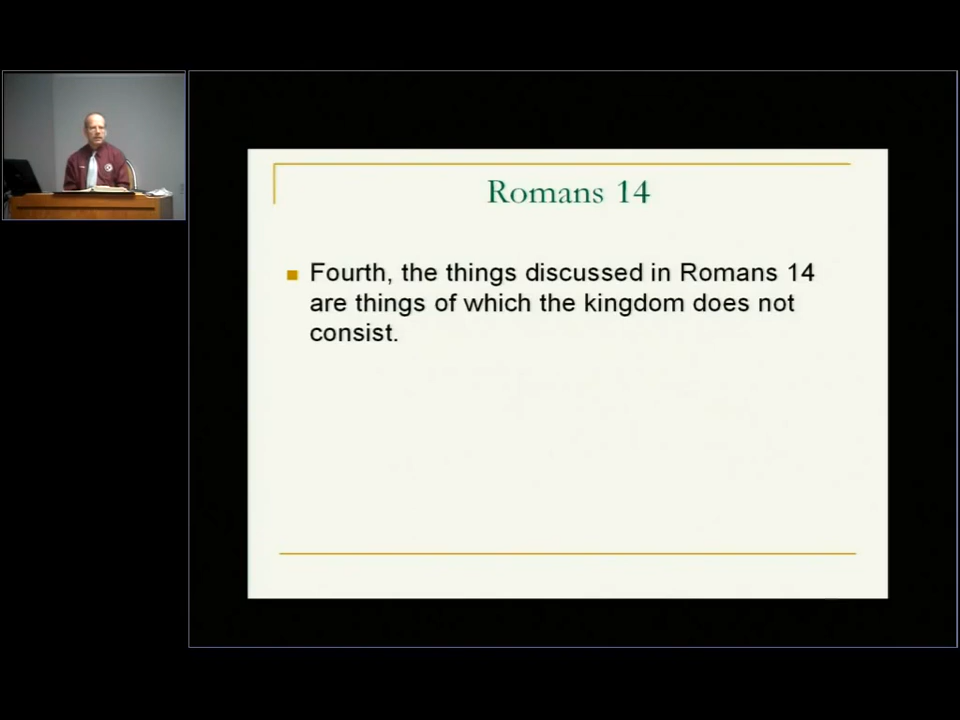 Romans 14
Fourth, the things discussed in Romans 14
are things of which the kingdom does not
consist.